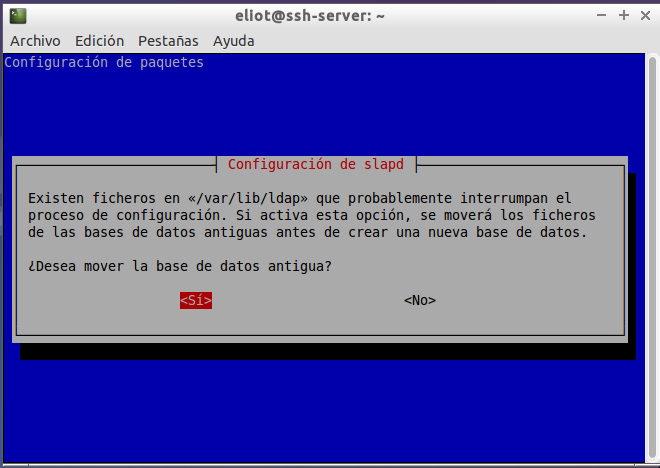 eliot@ssh-server: ~
Archivo Edición Pestañas Ayuda
Configuración de paquetes
Configuración de slapd
Existen ficheros en «/var/lib/ldap» que probablemente interrumpan el
proceso de configuración. Si activa esta opción, se moverá los ficheros
de las bases de datos antiguas antes de crear una nueva base de datos.
¿Desea mover la base de datos antigua?
<Sí> <No>